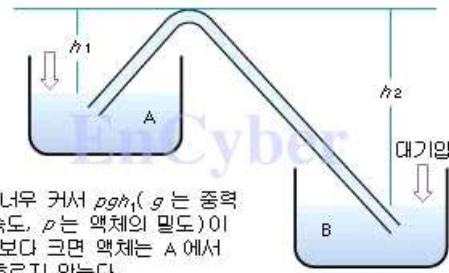 h1
h2
A
대기압
B
너무 커서 ρgh₁( g 는 중력
속도, ρ는 액체의 밀도)이
보다 크면 액체는 A 에서
흐르지 않는다
EnCyber